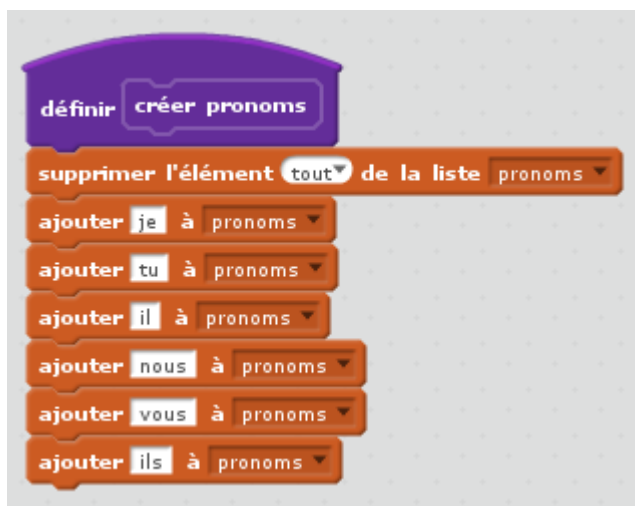 définir créer pronoms
supprimer l'élément tout de la liste pronoms
ajouter je à pronoms
ajouter tu à pronoms
ajouter il à pronoms
ajouter nous à pronoms
ajouter vous à pronoms
ajouter ils à pronoms